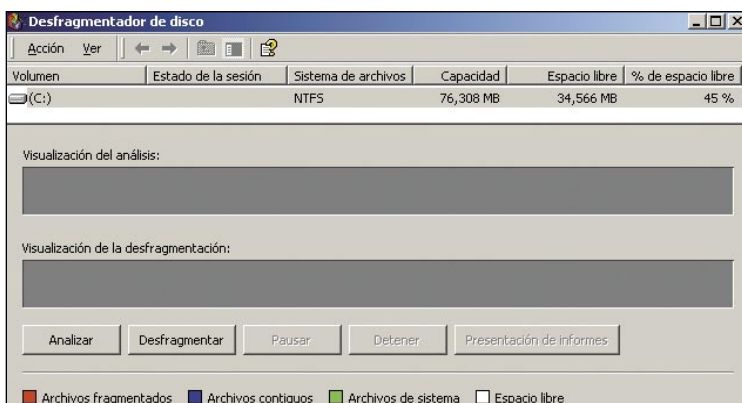 Desfragmentador de disco
Acción Ver
Volumen Estado de la sesión Sistema de archivos Capacidad Espacio libre % de espacio libre
(C:) NTFS 76,308 MB 34,566 MB 45 %
Visualización del análisis:
Visualización de la desfragmentación:
Analizar Desfragmentar Pausar Detener Presentación de informes
Archivos fragmentados Archivos contiguos Archivos de sistema Espacio libre